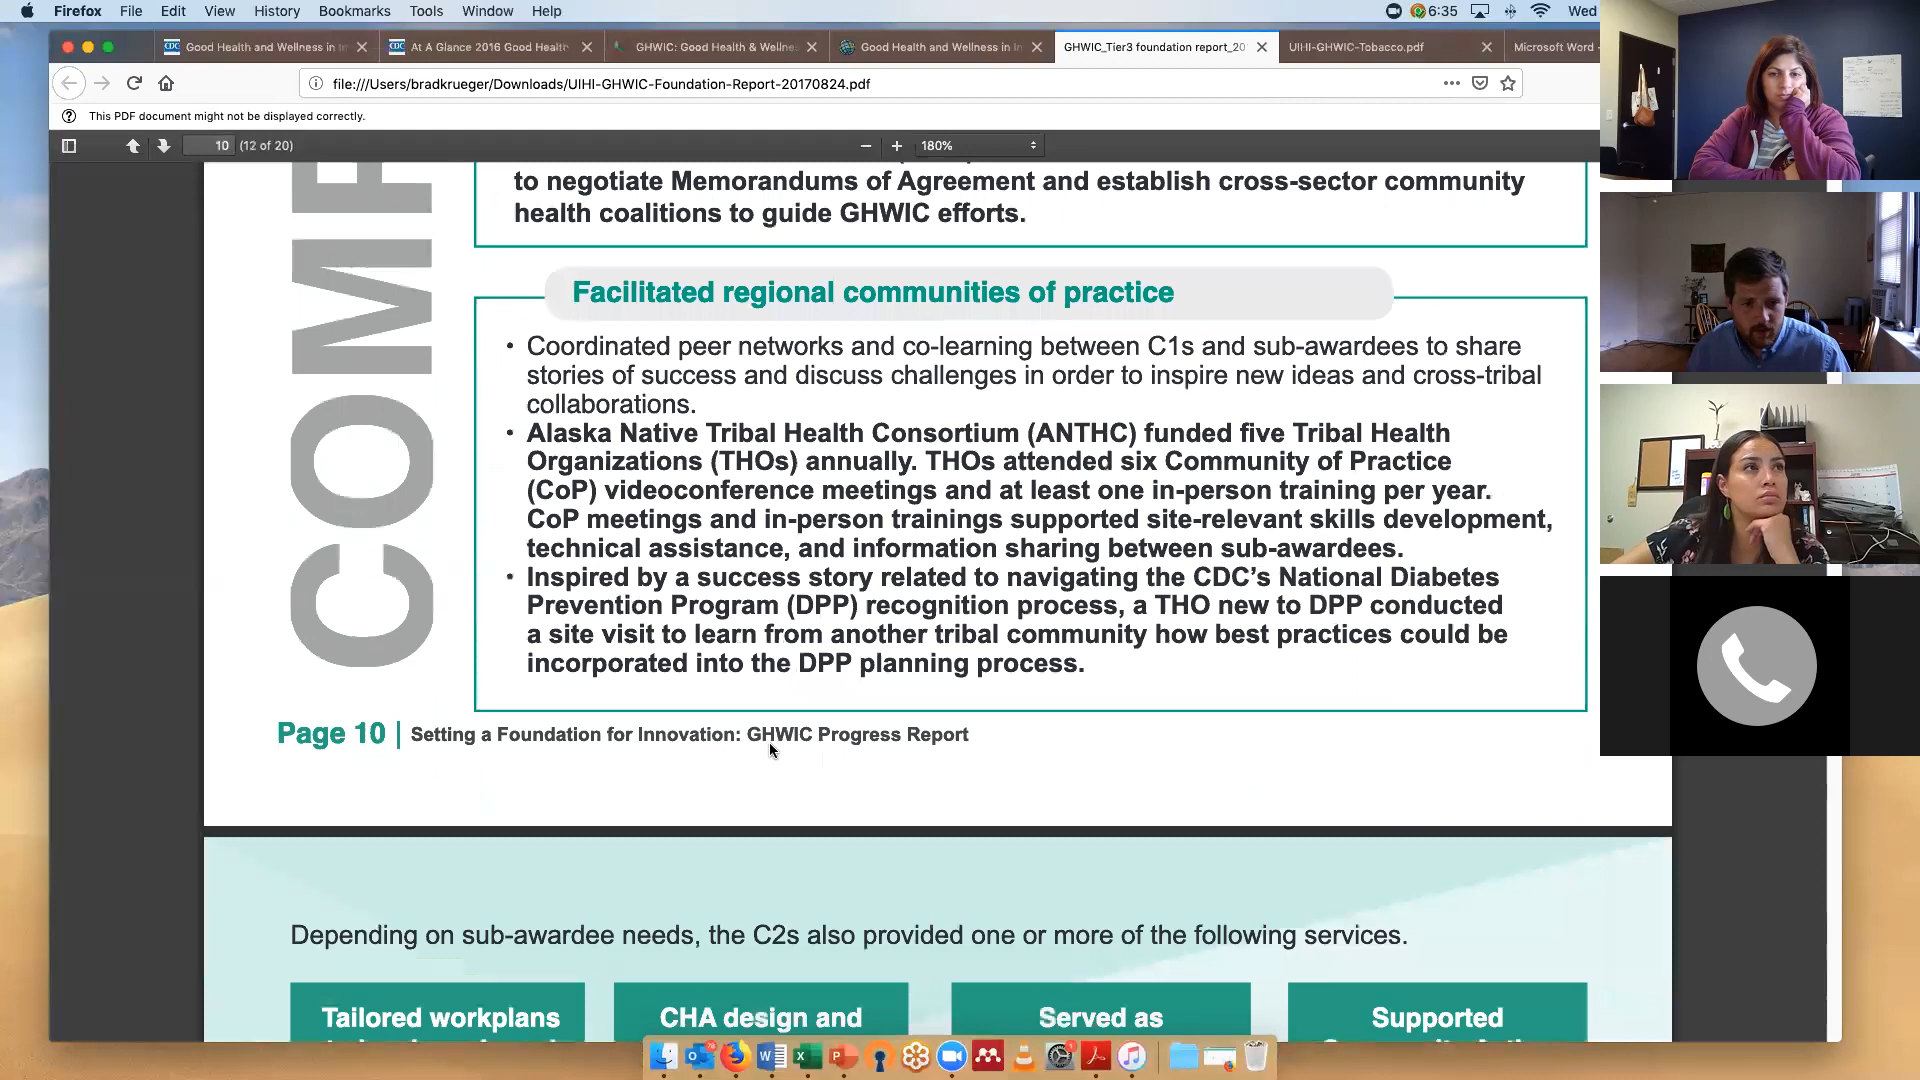 Firefox File Edit View History Bookmarks Tools Window Help 6:35 Wed
CDC Good Health and Wellness in
CDC At A Glance 2016 Good Health
GHWIC: Good Health & Wellne
Good Health and Wellness in
GHWIC_Tier3 foundation report_20
UIHI-GHWIC-Tobacco.pdf
Microsoft Word -
file:///Users/bradkrueger/Downloads/UIHI-GHWIC-Foundation-Report-20170824.pdf
This PDF document might not be displayed correctly.
10 (12 of 20) 180%
to negotiate Memorandums of Agreement and establish cross-sector community
health coalitions to guide GHWIC efforts.
COM
Facilitated regional communities of practice
• Coordinated peer networks and co-learning between C1s and sub-awardees to share
stories of success and discuss challenges in order to inspire new ideas and cross-tribal
collaborations.
• Alaska Native Tribal Health Consortium (ANTHC) funded five Tribal Health
Organizations (THOs) annually. THOs attended six Community of Practice
(CoP) videoconference meetings and at least one in-person training per year.
CoP meetings and in-person trainings supported site-relevant skills development,
technical assistance, and information sharing between sub-awardees.
• Inspired by a success story related to navigating the CDC’s National Diabetes
Prevention Program (DPP) recognition process, a THO new to DPP conducted
a site visit to learn from another tribal community how best practices could be
incorporated into the DPP planning process.
Page 10 | Setting a Foundation for Innovation: GHWIC Progress Report
Depending on sub-awardee needs, the C2s also provided one or more of the following services.
Tailored workplans
CHA design and
Served as
Supported